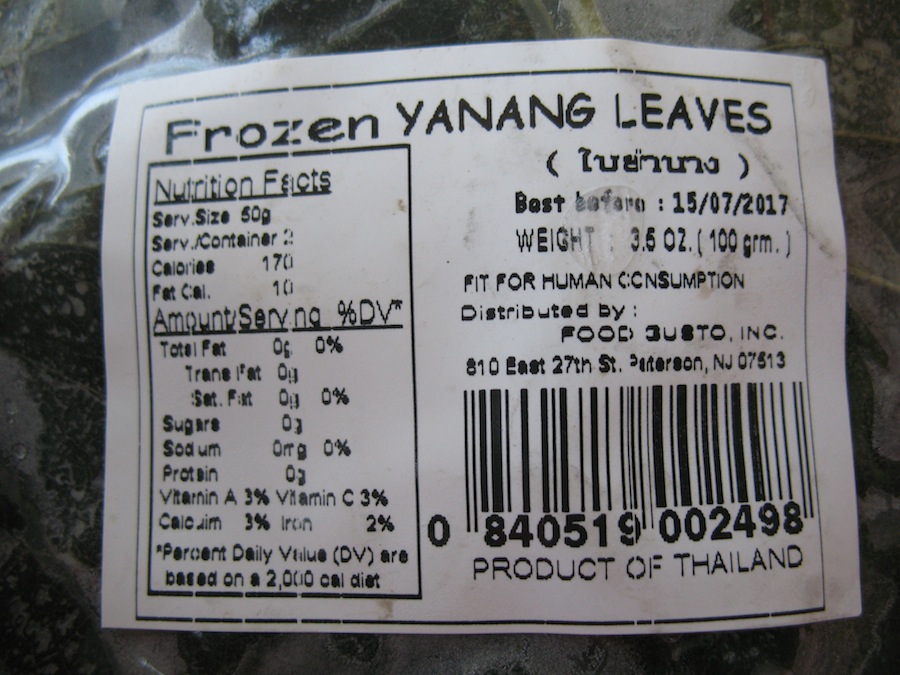 Frozen YANANG LEAVES
( ใบย่านาง )
Best before : 15/07/2017
WEIGHT : 3.5 OZ. ( 100 grm. )
FIT FOR HUMAN CONSUMPTION
Distributed by :
FOOD GUSTO, INC.
810 East 27th St. Paterson, NJ 07513
0 840519 002498
PRODUCT OF THAILAND
Nutrition Facts
Serv.Size 50g
Serv./Container 2
Calories 170
Fat Cal. 10
Amount/Serving %DV*
Total Fat 0g 0%
Trans Fat 0g
Sat. Fat 0g 0%
Sugars 0g
Sodium 0mg 0%
Protein 0g
Vitamin A 3% Vitamin C 3%
Calcuim 3% Iron 2%
*Percent Daily Value (DV) are
based on a 2,000 cal diet